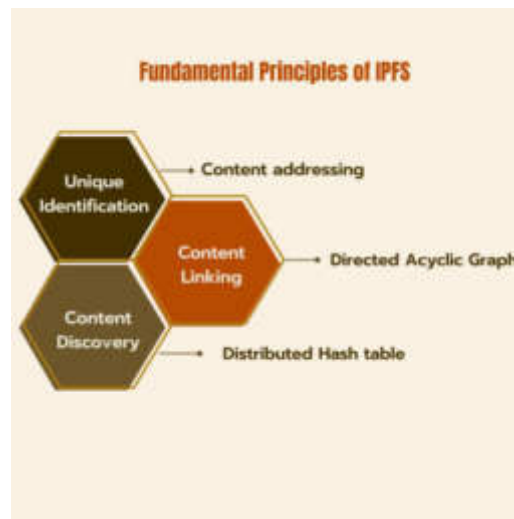 Fundamental Principles of IPFS
Unique
Identification
Content addressing
Content
Linking
Directed Acyclic Graph
Content
Discovery
Distributed Hash table